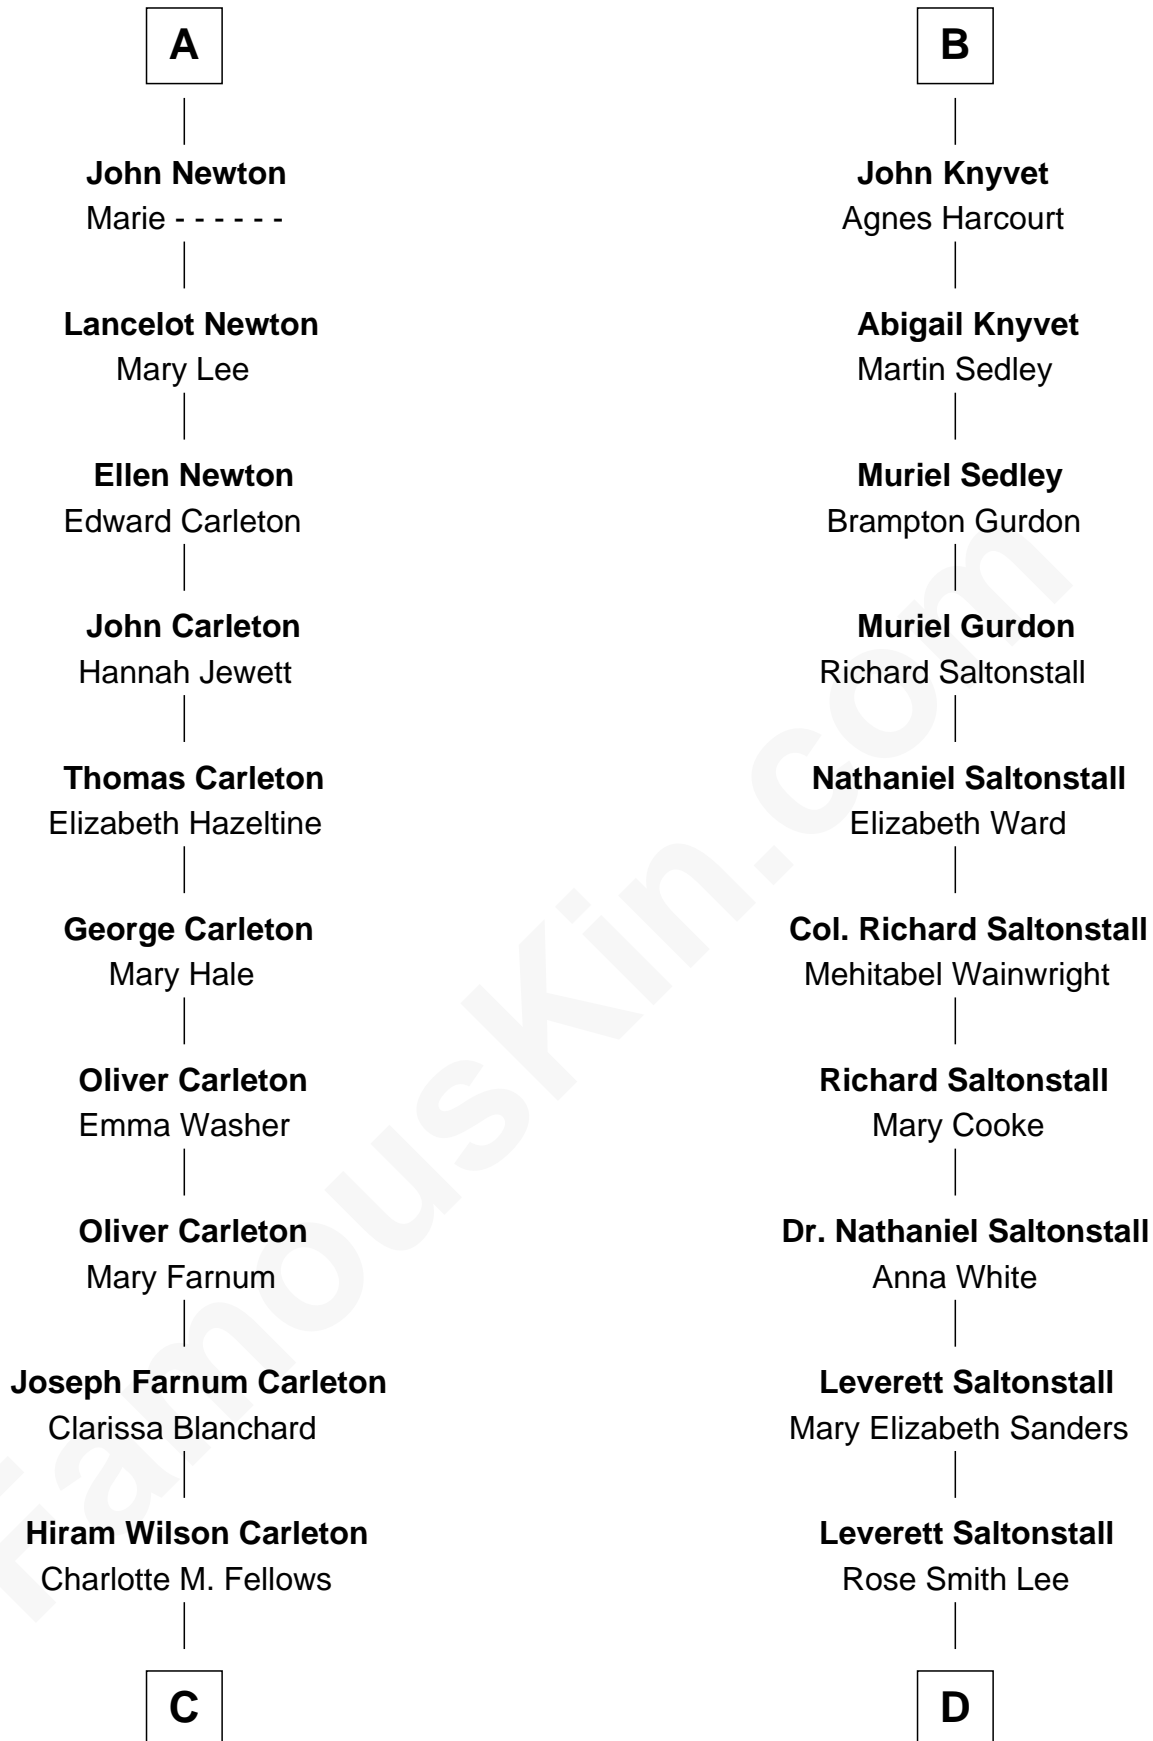 A
John Newton
Marie - - - - - -
Lancelot Newton
Mary Lee
Ellen Newton
Edward Carleton
John Carleton
Hannah Jewett
Thomas Carleton
Elizabeth Hazeltine
George Carleton
Mary Hale
Oliver Carleton
Emma Washer
Oliver Carleton
Mary Farnum
Joseph Farnum Carleton
Clarissa Blanchard
Hiram Wilson Carleton
Charlotte M. Fellows
C
B
John Knyvet
Agnes Harcourt
Abigail Knyvet
Martin Sedley
Muriel Sedley
Brampton Gurdon
Muriel Gurdon
Richard Saltonstall
Nathaniel Saltonstall
Elizabeth Ward
Col. Richard Saltonstall
Mehitabel Wainwright
Richard Saltonstall
Mary Cooke
Dr. Nathaniel Saltonstall
Anna White
Leverett Saltonstall
Mary Elizabeth Sanders
Leverett Saltonstall
Rose Smith Lee
D
FamousKin.com